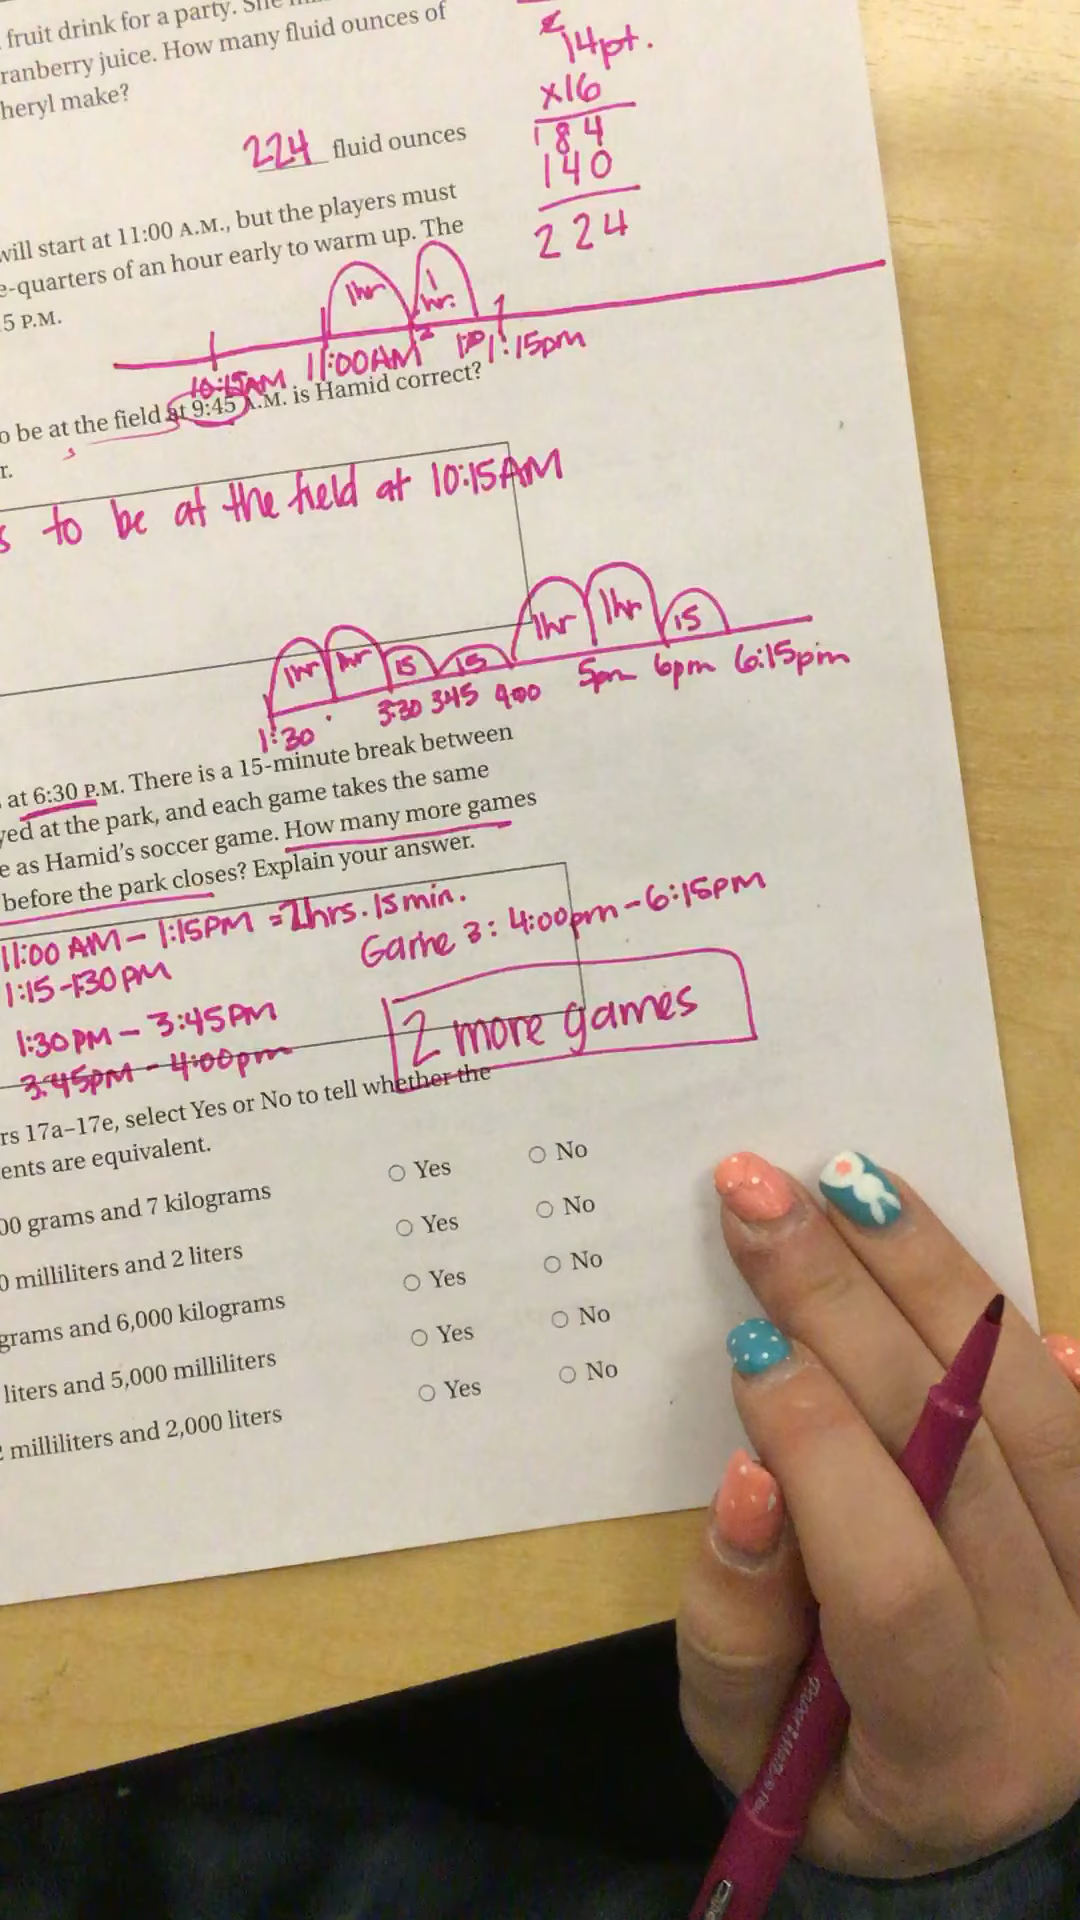 fruit drink for a party. She
ranberry juice. How many fluid ounces of
heryl make?
224 fluid ounces
14pt.
×16
184
140
224
will start at 11:00 A.M., but the players must
e-quarters of an hour early to warm up. The
5 P.M.
1hr 1 hr.
10:15AM 11:00AM 1:15pm
o be at the field at 9:45 A.M. is Hamid correct?
r.
s to be at the field at 10:15AM
1hr 1hr 15 15 1hr 1hr 15
1:30 3:30 345 4:00 5pm 6pm 6:15pm
at 6:30 P.M. There is a 15-minute break between
yed at the park, and each game takes the same
e as Hamid's soccer game. How many more games
before the park closes? Explain your answer.
11:00 AM - 1:15PM = 2hrs. 15min.
1:15-1:30PM
Game 3: 4:00pm-6:15PM
1:30PM - 3:45PM
3:45PM - 4:00pm
2 more games
rs 17a–17e, select Yes or No to tell whether the
ents are equivalent.
00 grams and 7 kilograms Yes No
0 milliliters and 2 liters Yes No
grams and 6,000 kilograms Yes No
liters and 5,000 milliliters Yes No
milliliters and 2,000 liters Yes No